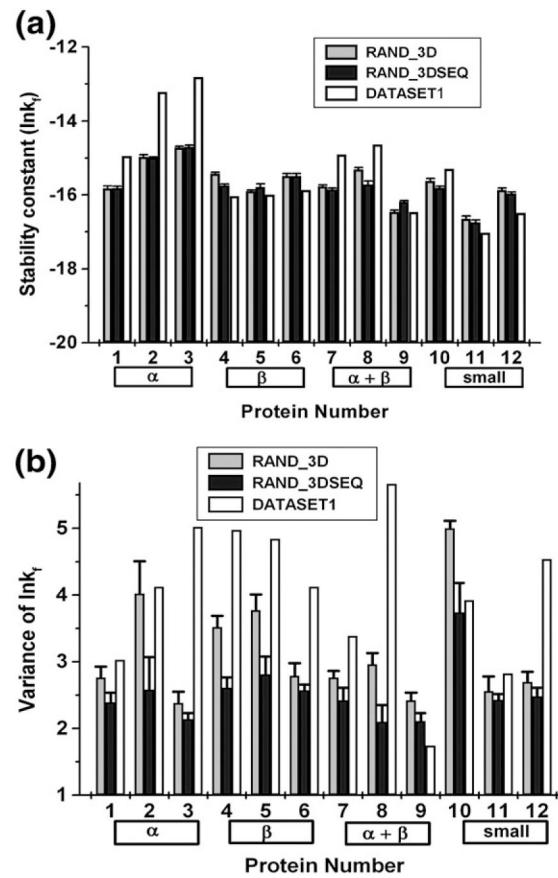 (a)
-12
-14
-16
-18
-20
Stability constant (lnkf)
RAND_3D
RAND_3DSEQ
DATASET1
1 2 3 4 5 6 7 8 9 10 11 12
α β α + β small
Protein Number
(b)
5
4
3
2
1
Variance of lnkf
RAND_3D
RAND_3DSEQ
DATASET1
1 2 3 4 5 6 7 8 9 10 11 12
α β α + β small
Protein Number